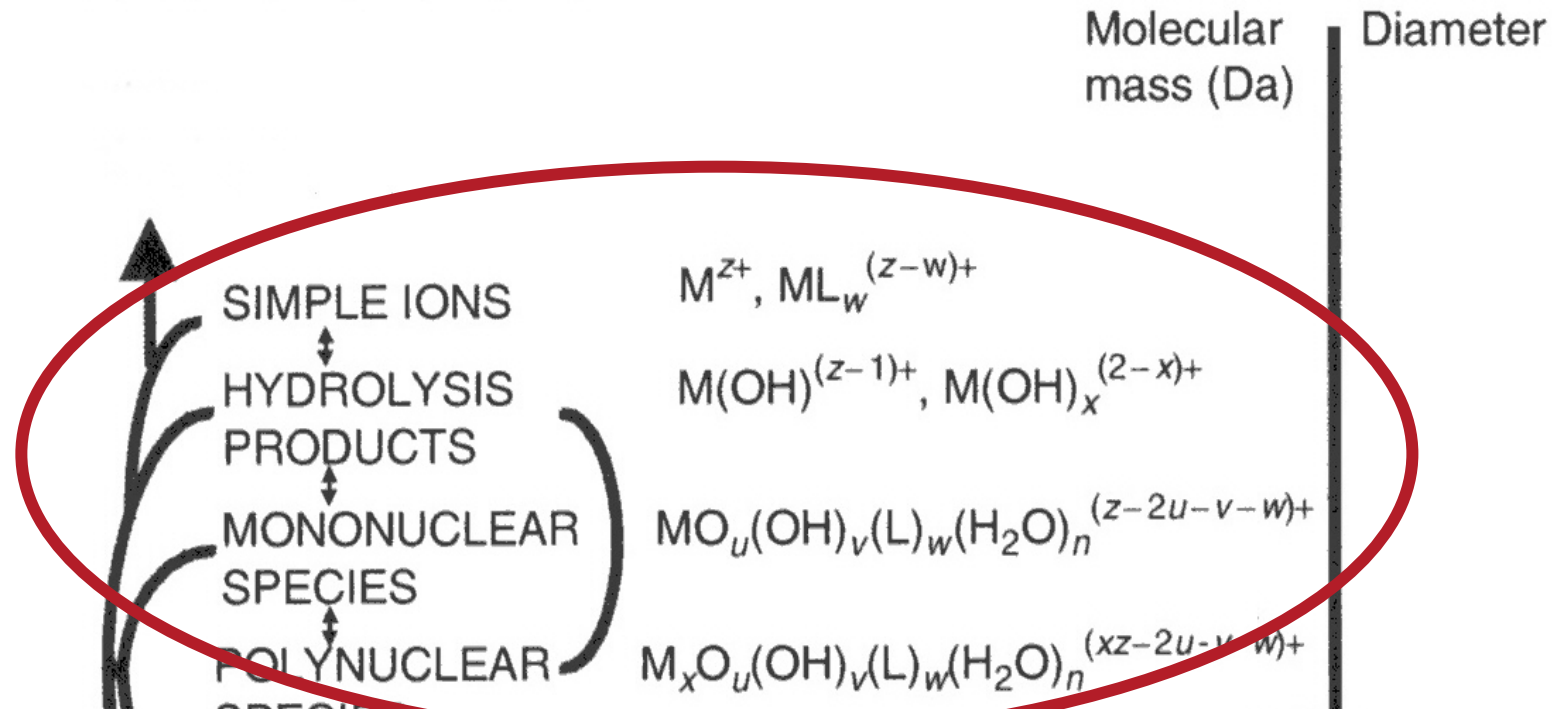 Molecular mass (Da) Diameter
SIMPLE IONS M^{z+}, ML_w^{(z–w)+}
HYDROLYSIS PRODUCTS M(OH)^{(z–1)+}, M(OH)_x^{(2–x)+}
MONONUCLEAR SPECIES MO_u(OH)_v(L)_w(H_2O)_n^{(z–2u–v–w)+}
POLYNUCLEAR M_xO_u(OH)_v(L)_w(H_2O)_n^{(xz–2u-v-w)+}